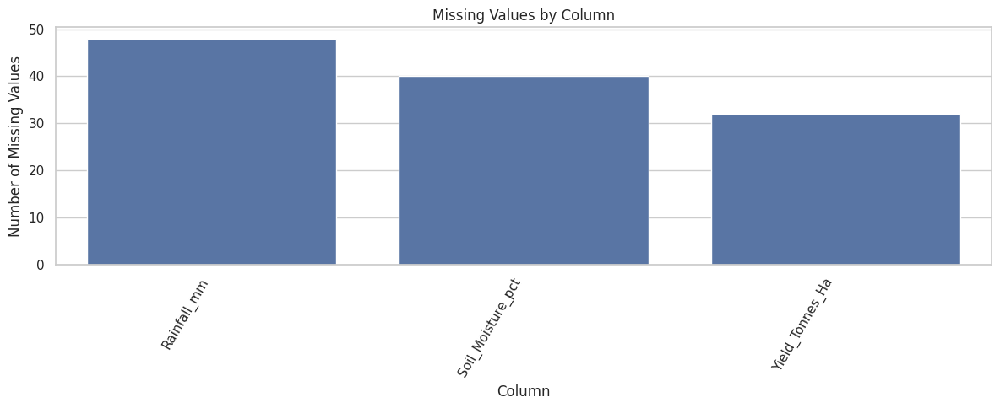 Missing Values by Column
Number of Missing Values
50
40
30
20
10
0
Rainfall_mm
Soil_Moisture_pct
Yield_Tonnes_Ha
Column